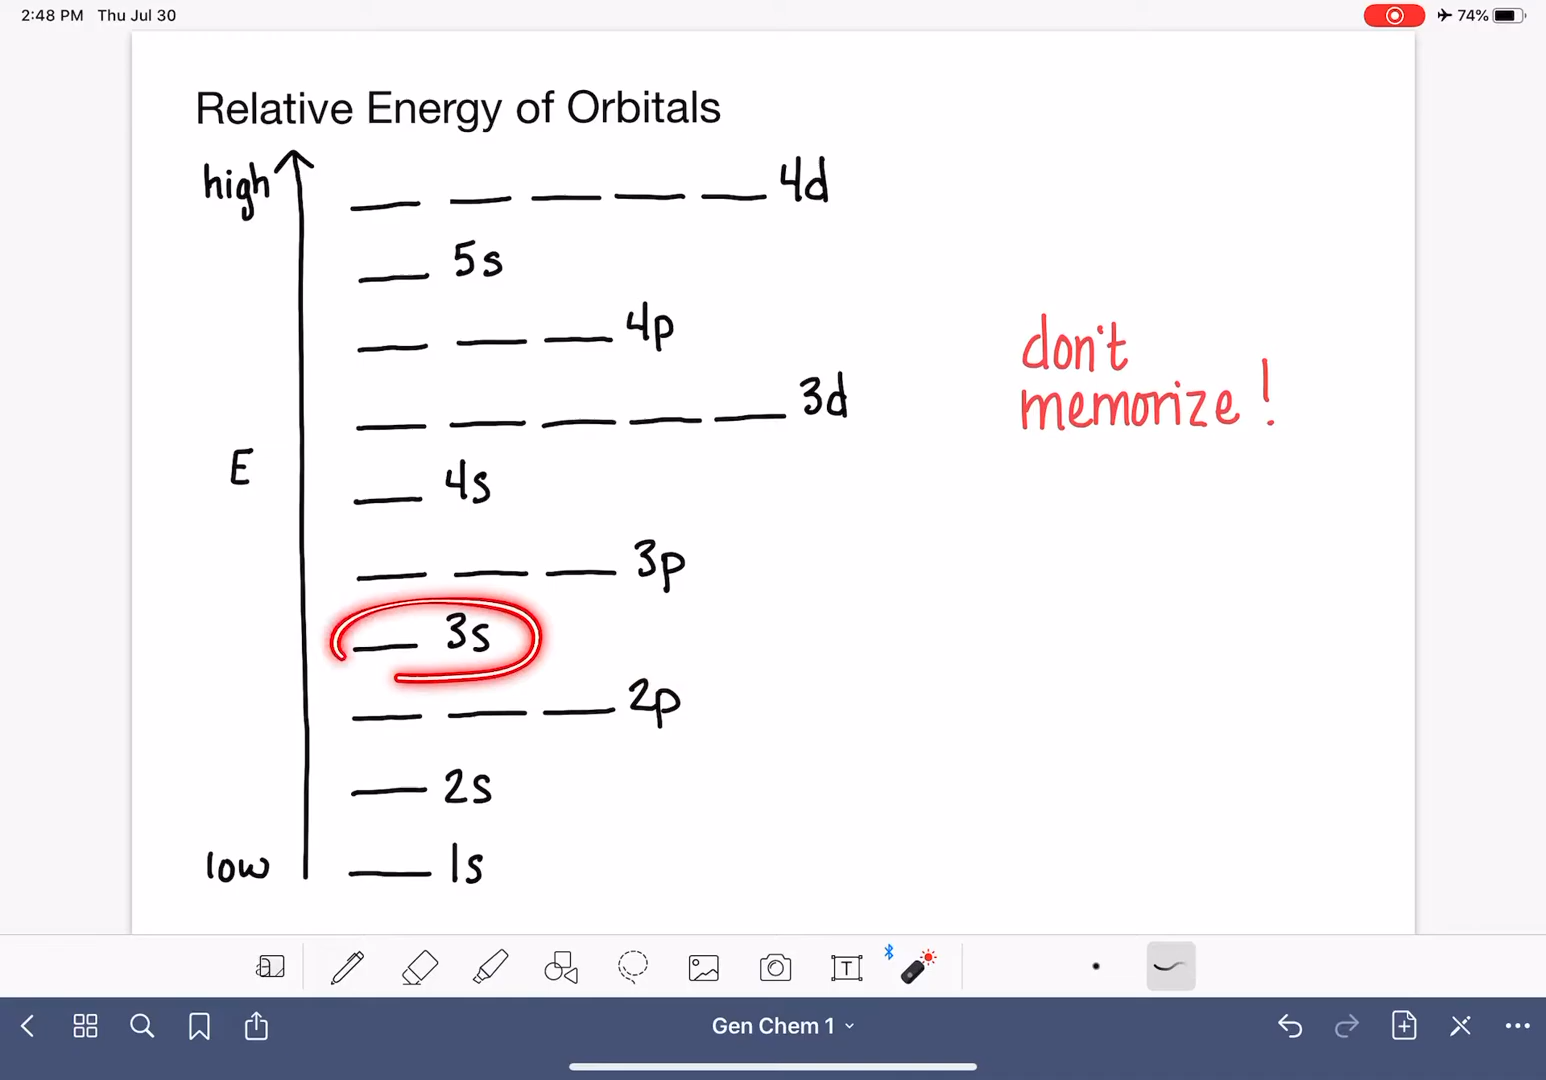 2:48 PM Thu Jul 30
74%
Relative Energy of Orbitals
high
4d
5s
4p
don't
memorize!
3d
E
4s
3p
3s
2p
2s
low
1s
T
Gen Chem 1